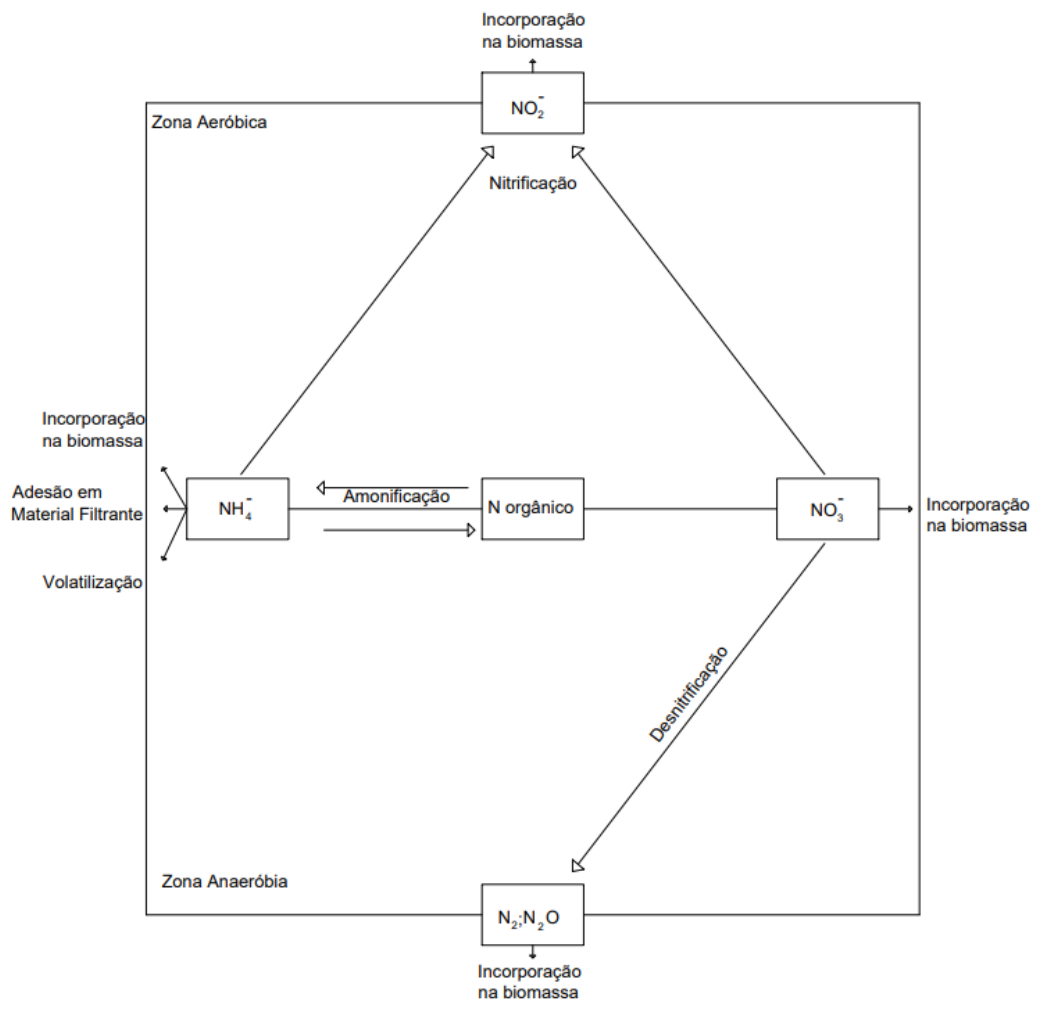 Incorporação
na biomassa
NO₂⁻
Zona Aeróbica
Nitrificação
Incorporação
na biomassa
Adesão em
Material Filtrante
Volatilização
NH₄⁻
Amonificação
N orgânico
NO₃⁻
Incorporação
na biomassa
Desnitrificação
Zona Anaeróbia
N₂;N₂O
Incorporação
na biomassa